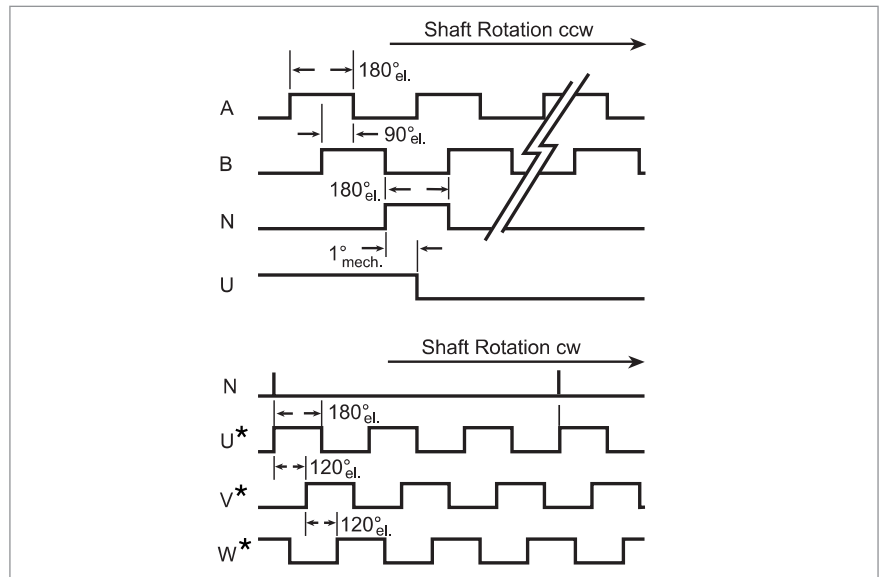 Shaft Rotation ccw
180°el.
A
90°el.
B
180°el.
N
1°mech.
U
Shaft Rotation cw
N
180°el.
U*
120°el.
V*
120°el.
W*